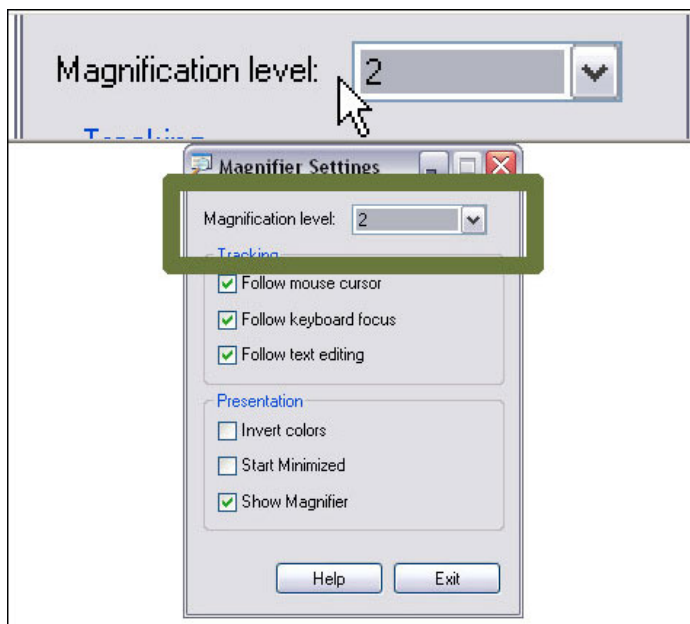 Magnification level: 2
Tracking
Magnifier Settings
Magnification level: 2
Tracking
Follow mouse cursor
Follow keyboard focus
Follow text editing
Presentation
Invert colors
Start Minimized
Show Magnifier
Help Exit